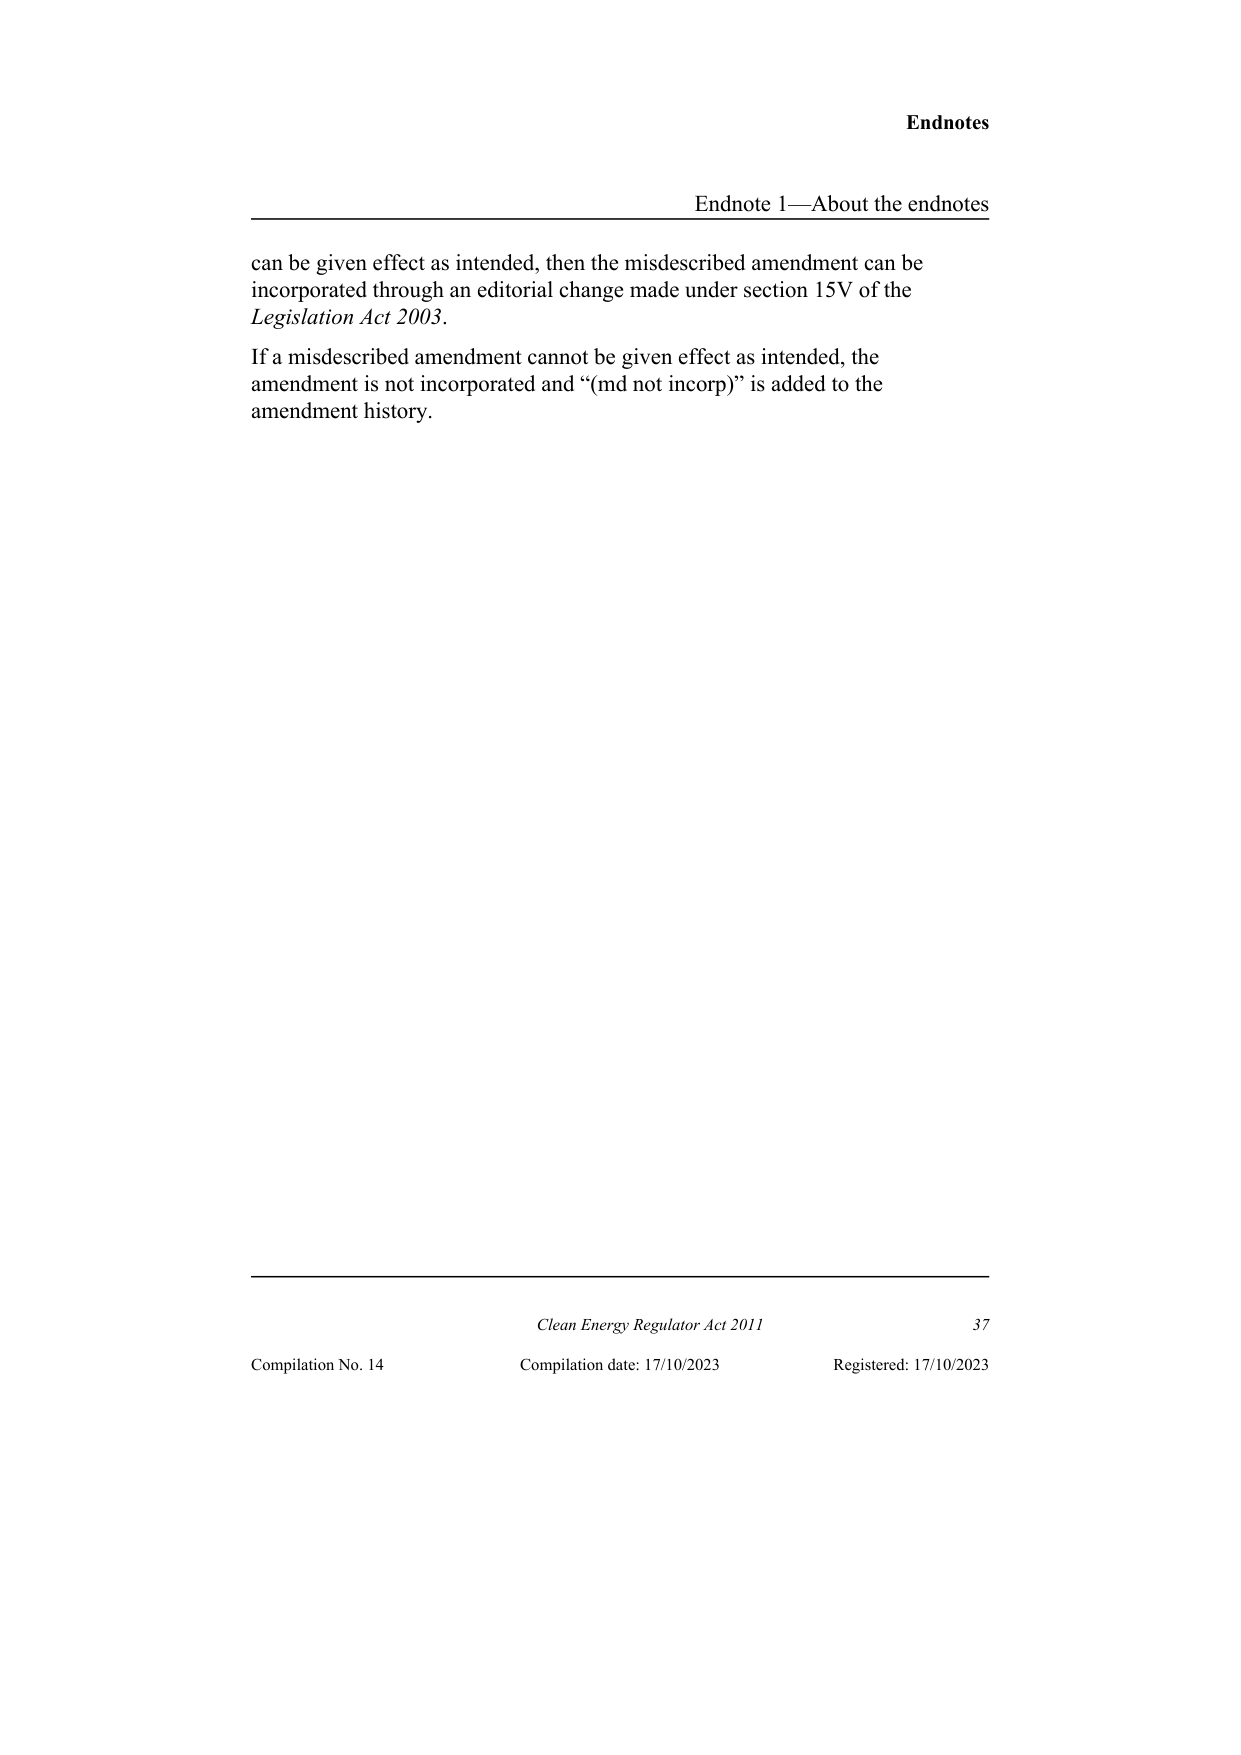 Endnotes
Endnote 1—About the endnotes
can be given effect as intended, then the misdescribed amendment can be
incorporated through an editorial change made under section 15V of the
Legislation Act 2003.
If a misdescribed amendment cannot be given effect as intended, the
amendment is not incorporated and “(md not incorp)” is added to the
amendment history.
Clean Energy Regulator Act 2011 37
Compilation No. 14 Compilation date: 17/10/2023 Registered: 17/10/2023